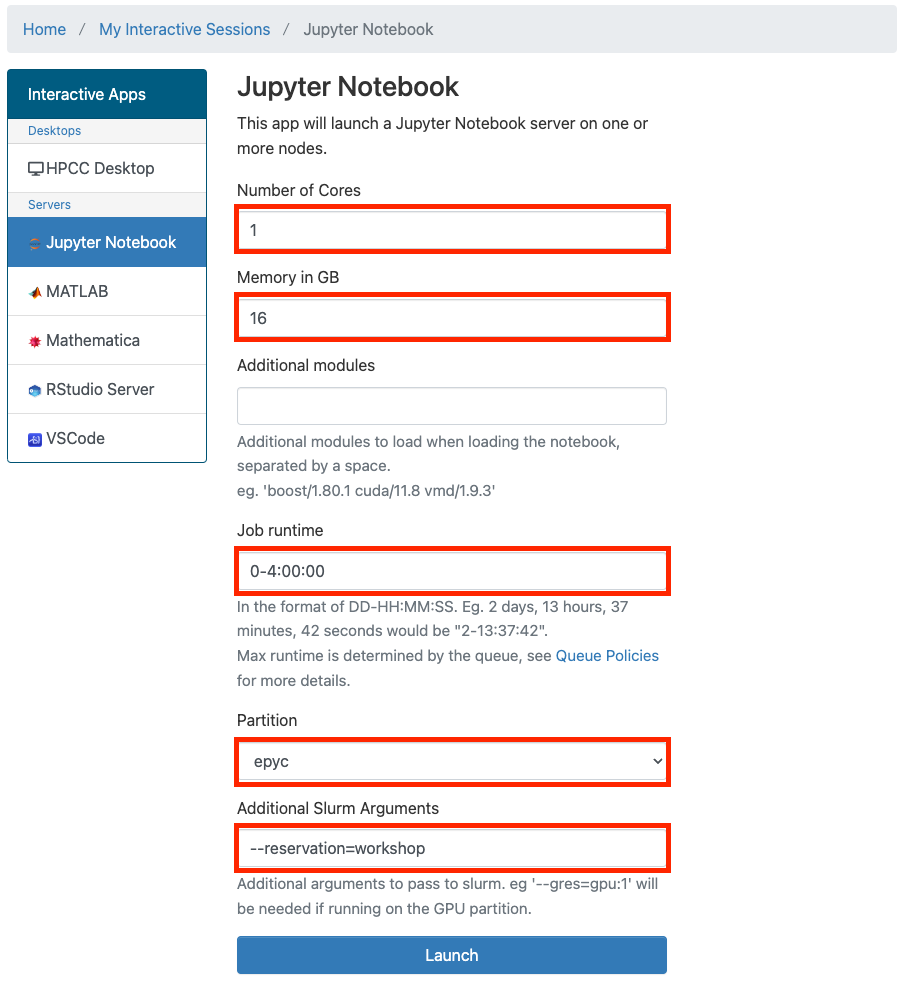 Home / My Interactive Sessions / Jupyter Notebook
Interactive Apps
Desktops
HPCC Desktop
Servers
Jupyter Notebook
MATLAB
Mathematica
RStudio Server
VSCode
Jupyter Notebook
This app will launch a Jupyter Notebook server on one or
more nodes.
Number of Cores
1
Memory in GB
16
Additional modules
Additional modules to load when loading the notebook,
separated by a space.
eg. 'boost/1.80.1 cuda/11.8 vmd/1.9.3'
Job runtime
0-4:00:00
In the format of DD-HH:MM:SS. Eg. 2 days, 13 hours, 37
minutes, 42 seconds would be "2-13:37:42".
Max runtime is determined by the queue, see Queue Policies
for more details.
Partition
epyc
Additional Slurm Arguments
--reservation=workshop
Additional arguments to pass to slurm. eg '--gres=gpu:1' will
be needed if running on the GPU partition.
Launch